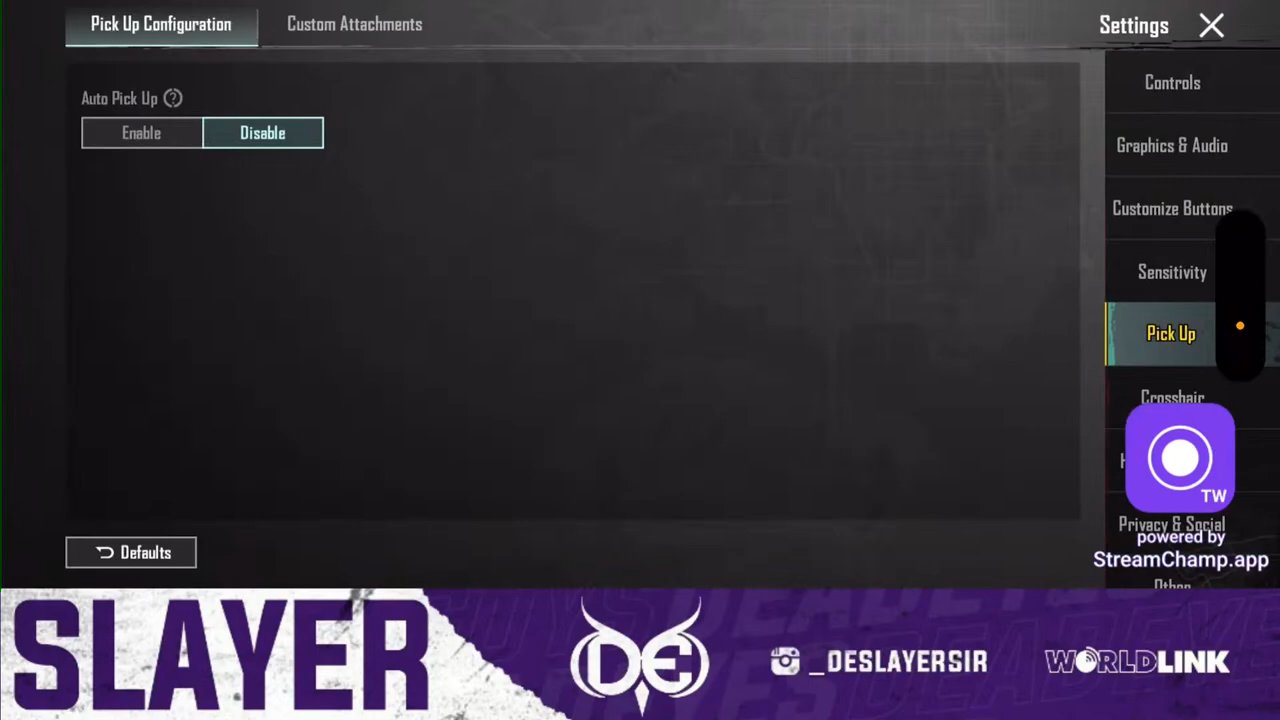 Pick Up Configuration
Custom Attachments
Settings
Auto Pick Up ?
Enable
Disable
Controls
Graphics & Audio
Customize Buttons
Sensitivity
Pick Up
Crosshair
TW
Privacy & Social
powered by
StreamChamp.app
Other
Defaults
SLAYER
DE
_DESLAYERSIR
WORLDLINK